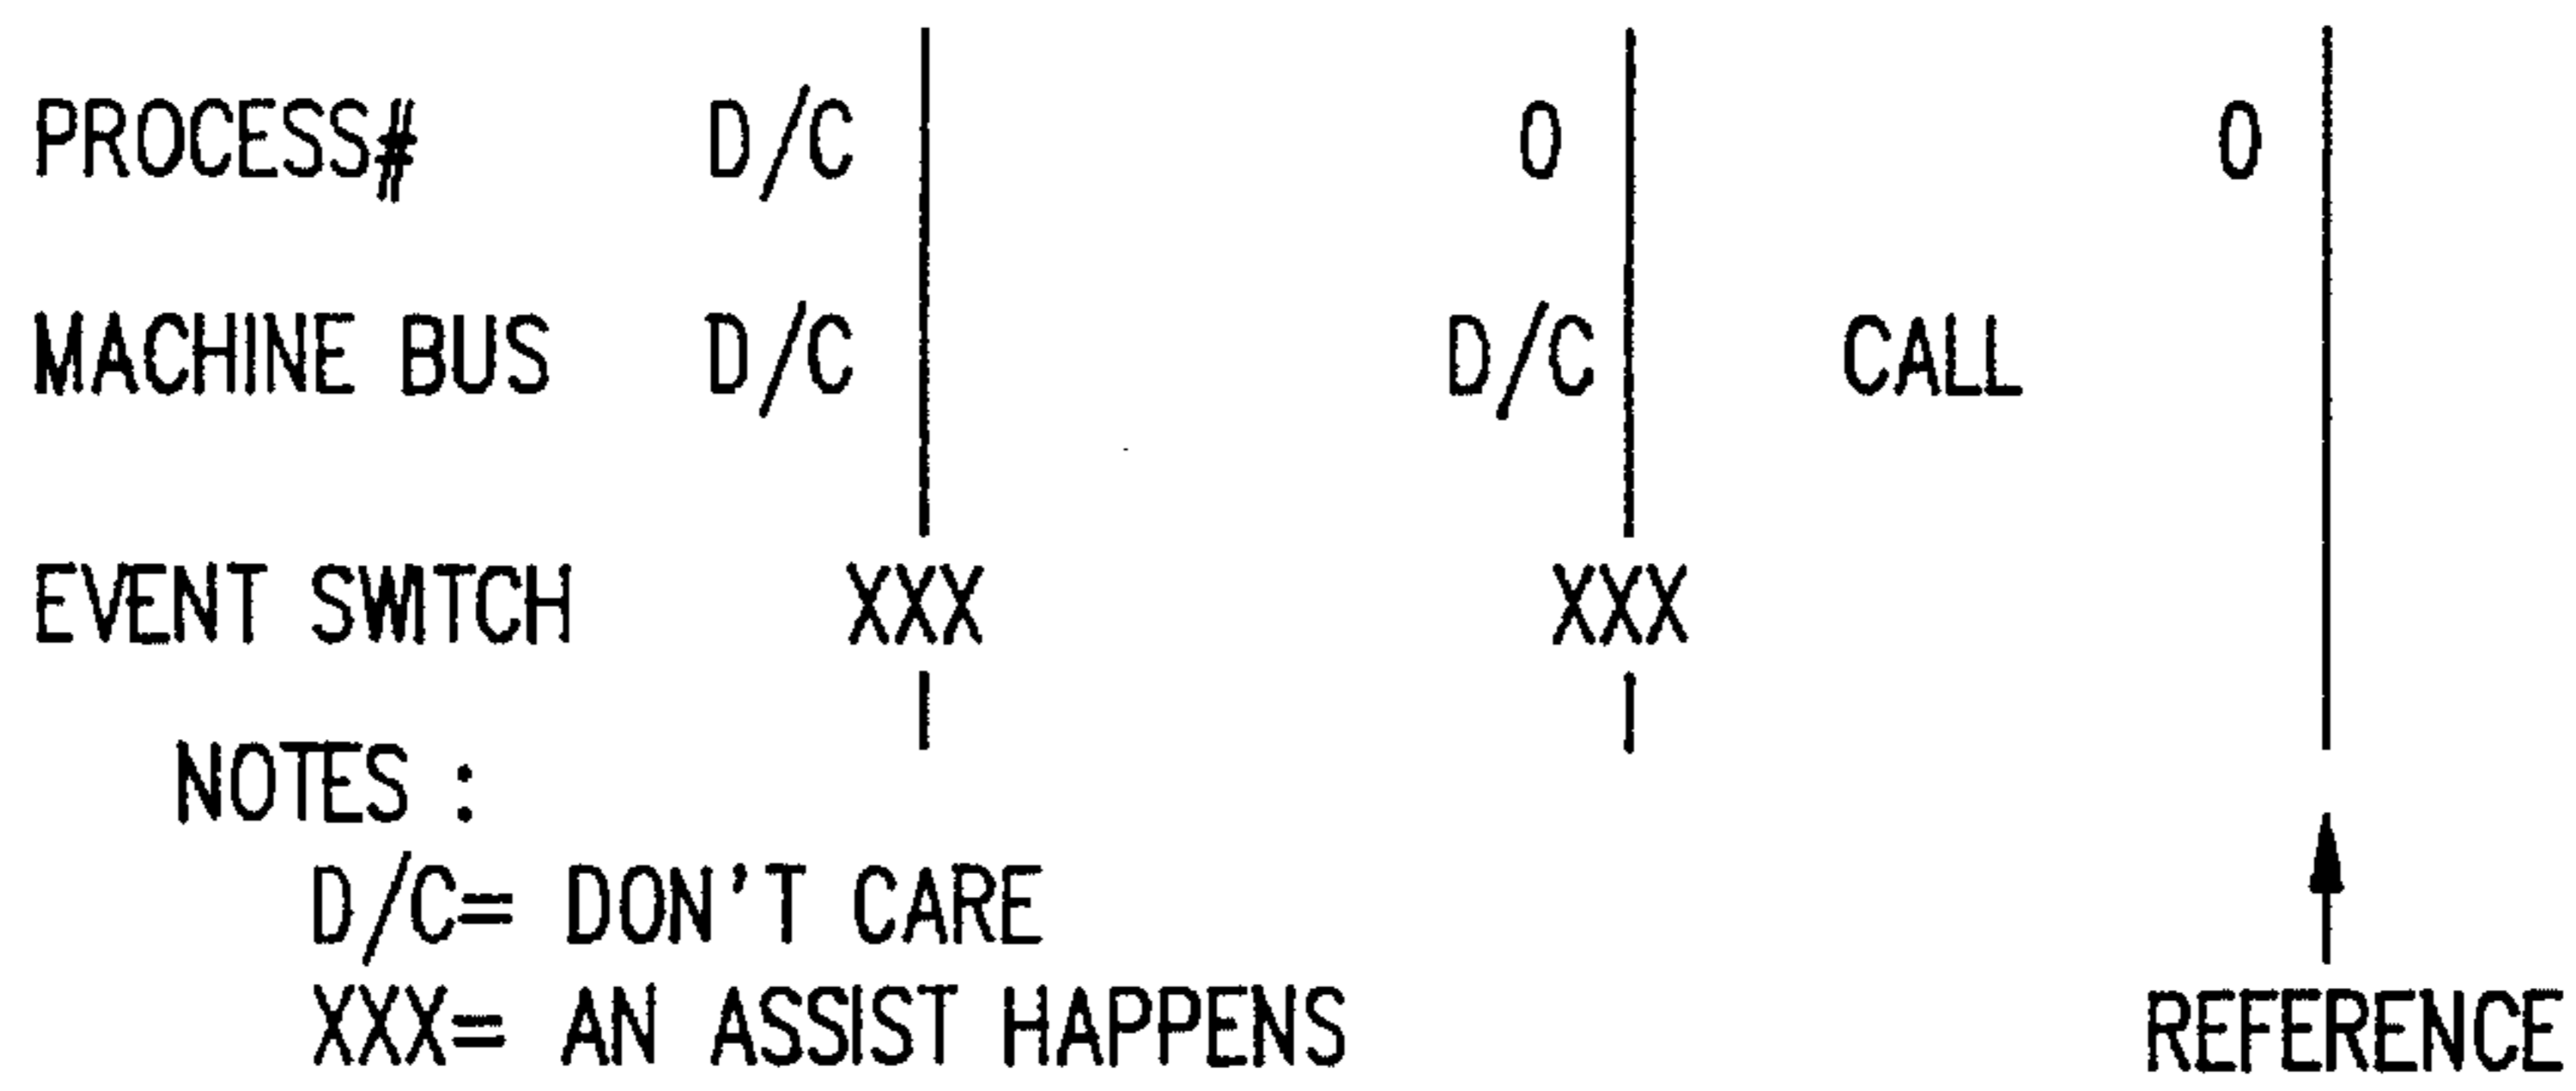 PROCESS# D/C 0 0
MACHINE BUS D/C D/C CALL
EVENT SWITCH XXX XXX
NOTES :
D/C= DON'T CARE
XXX= AN ASSIST HAPPENS
REFERENCE